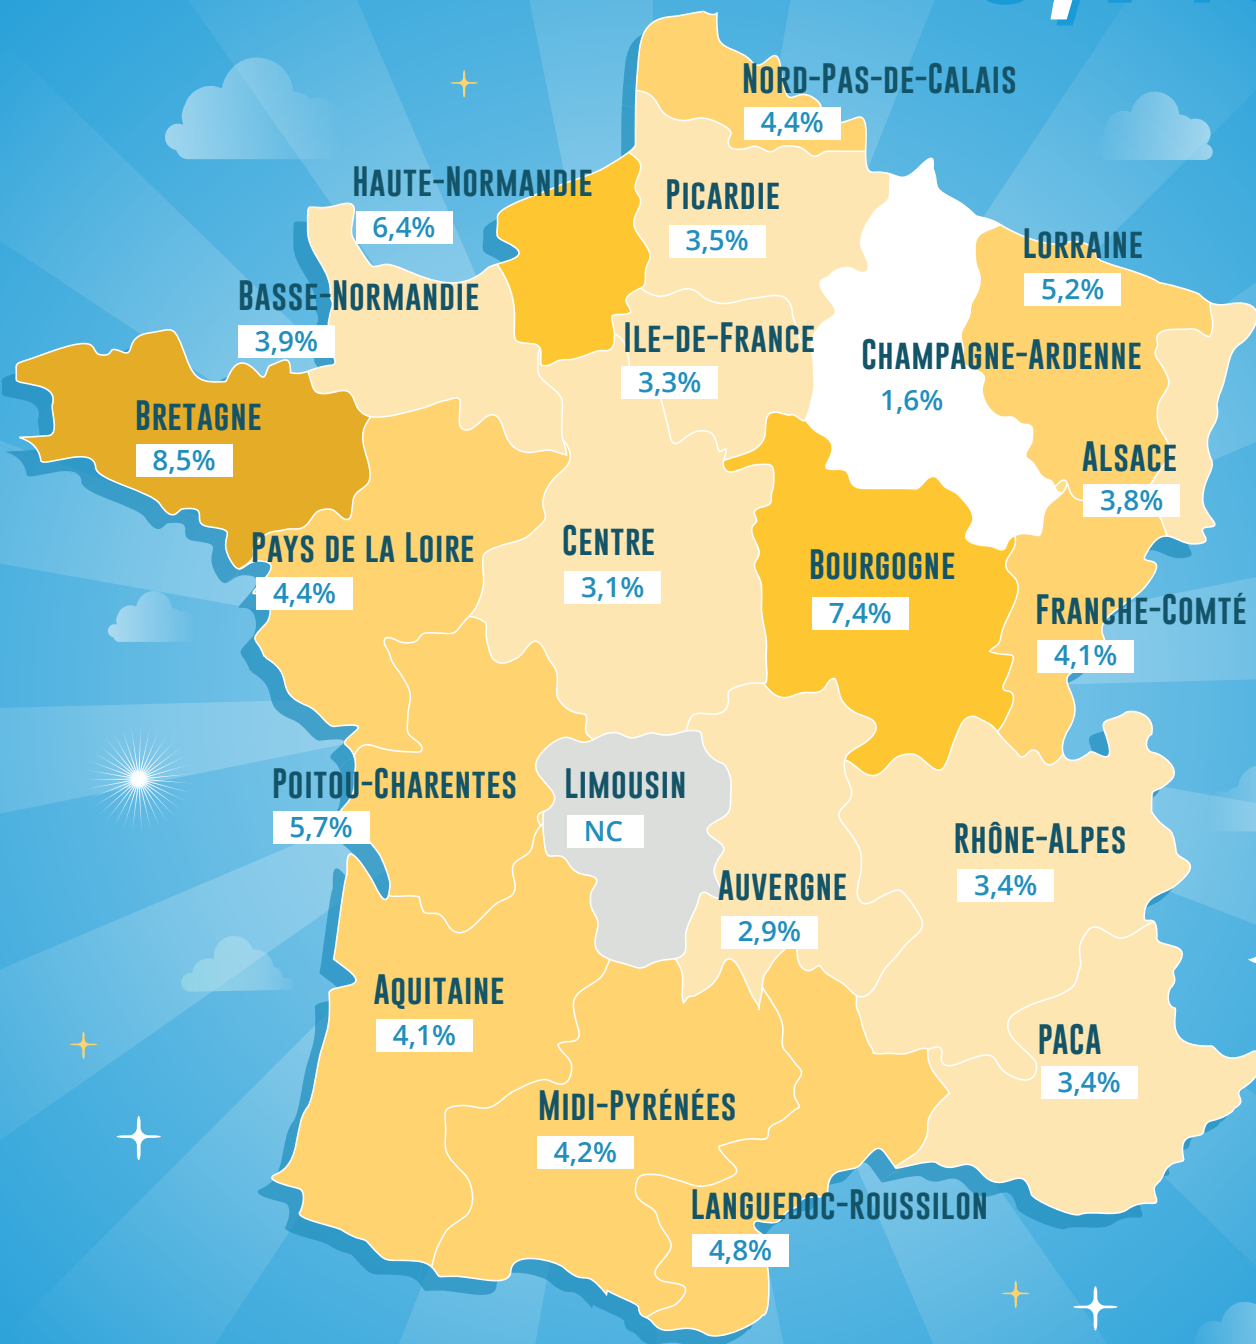 NORD-PAS-DE-CALAIS
4,4%
HAUTE-NORMANDIE
6,4%
PICARDIE
3,5%
LORRAINE
5,2%
BASSE-NORMANDIE
3,9%
ILE-DE-FRANCE
3,3%
CHAMPAGNE-ARDENNE
1,6%
BRETAGNE
8,5%
ALSACE
3,8%
PAYS DE LA LOIRE
4,4%
CENTRE
3,1%
BOURGOGNE
7,4%
FRANCHE-COMTÉ
4,1%
POITOU-CHARENTES
5,7%
LIMOUSIN
NC
RHÔNE-ALPES
3,4%
AUVERGNE
2,9%
AQUITAINE
4,1%
PACA
3,4%
MIDI-PYRÉNÉES
4,2%
LANGUEDOC-ROUSSILON
4,8%